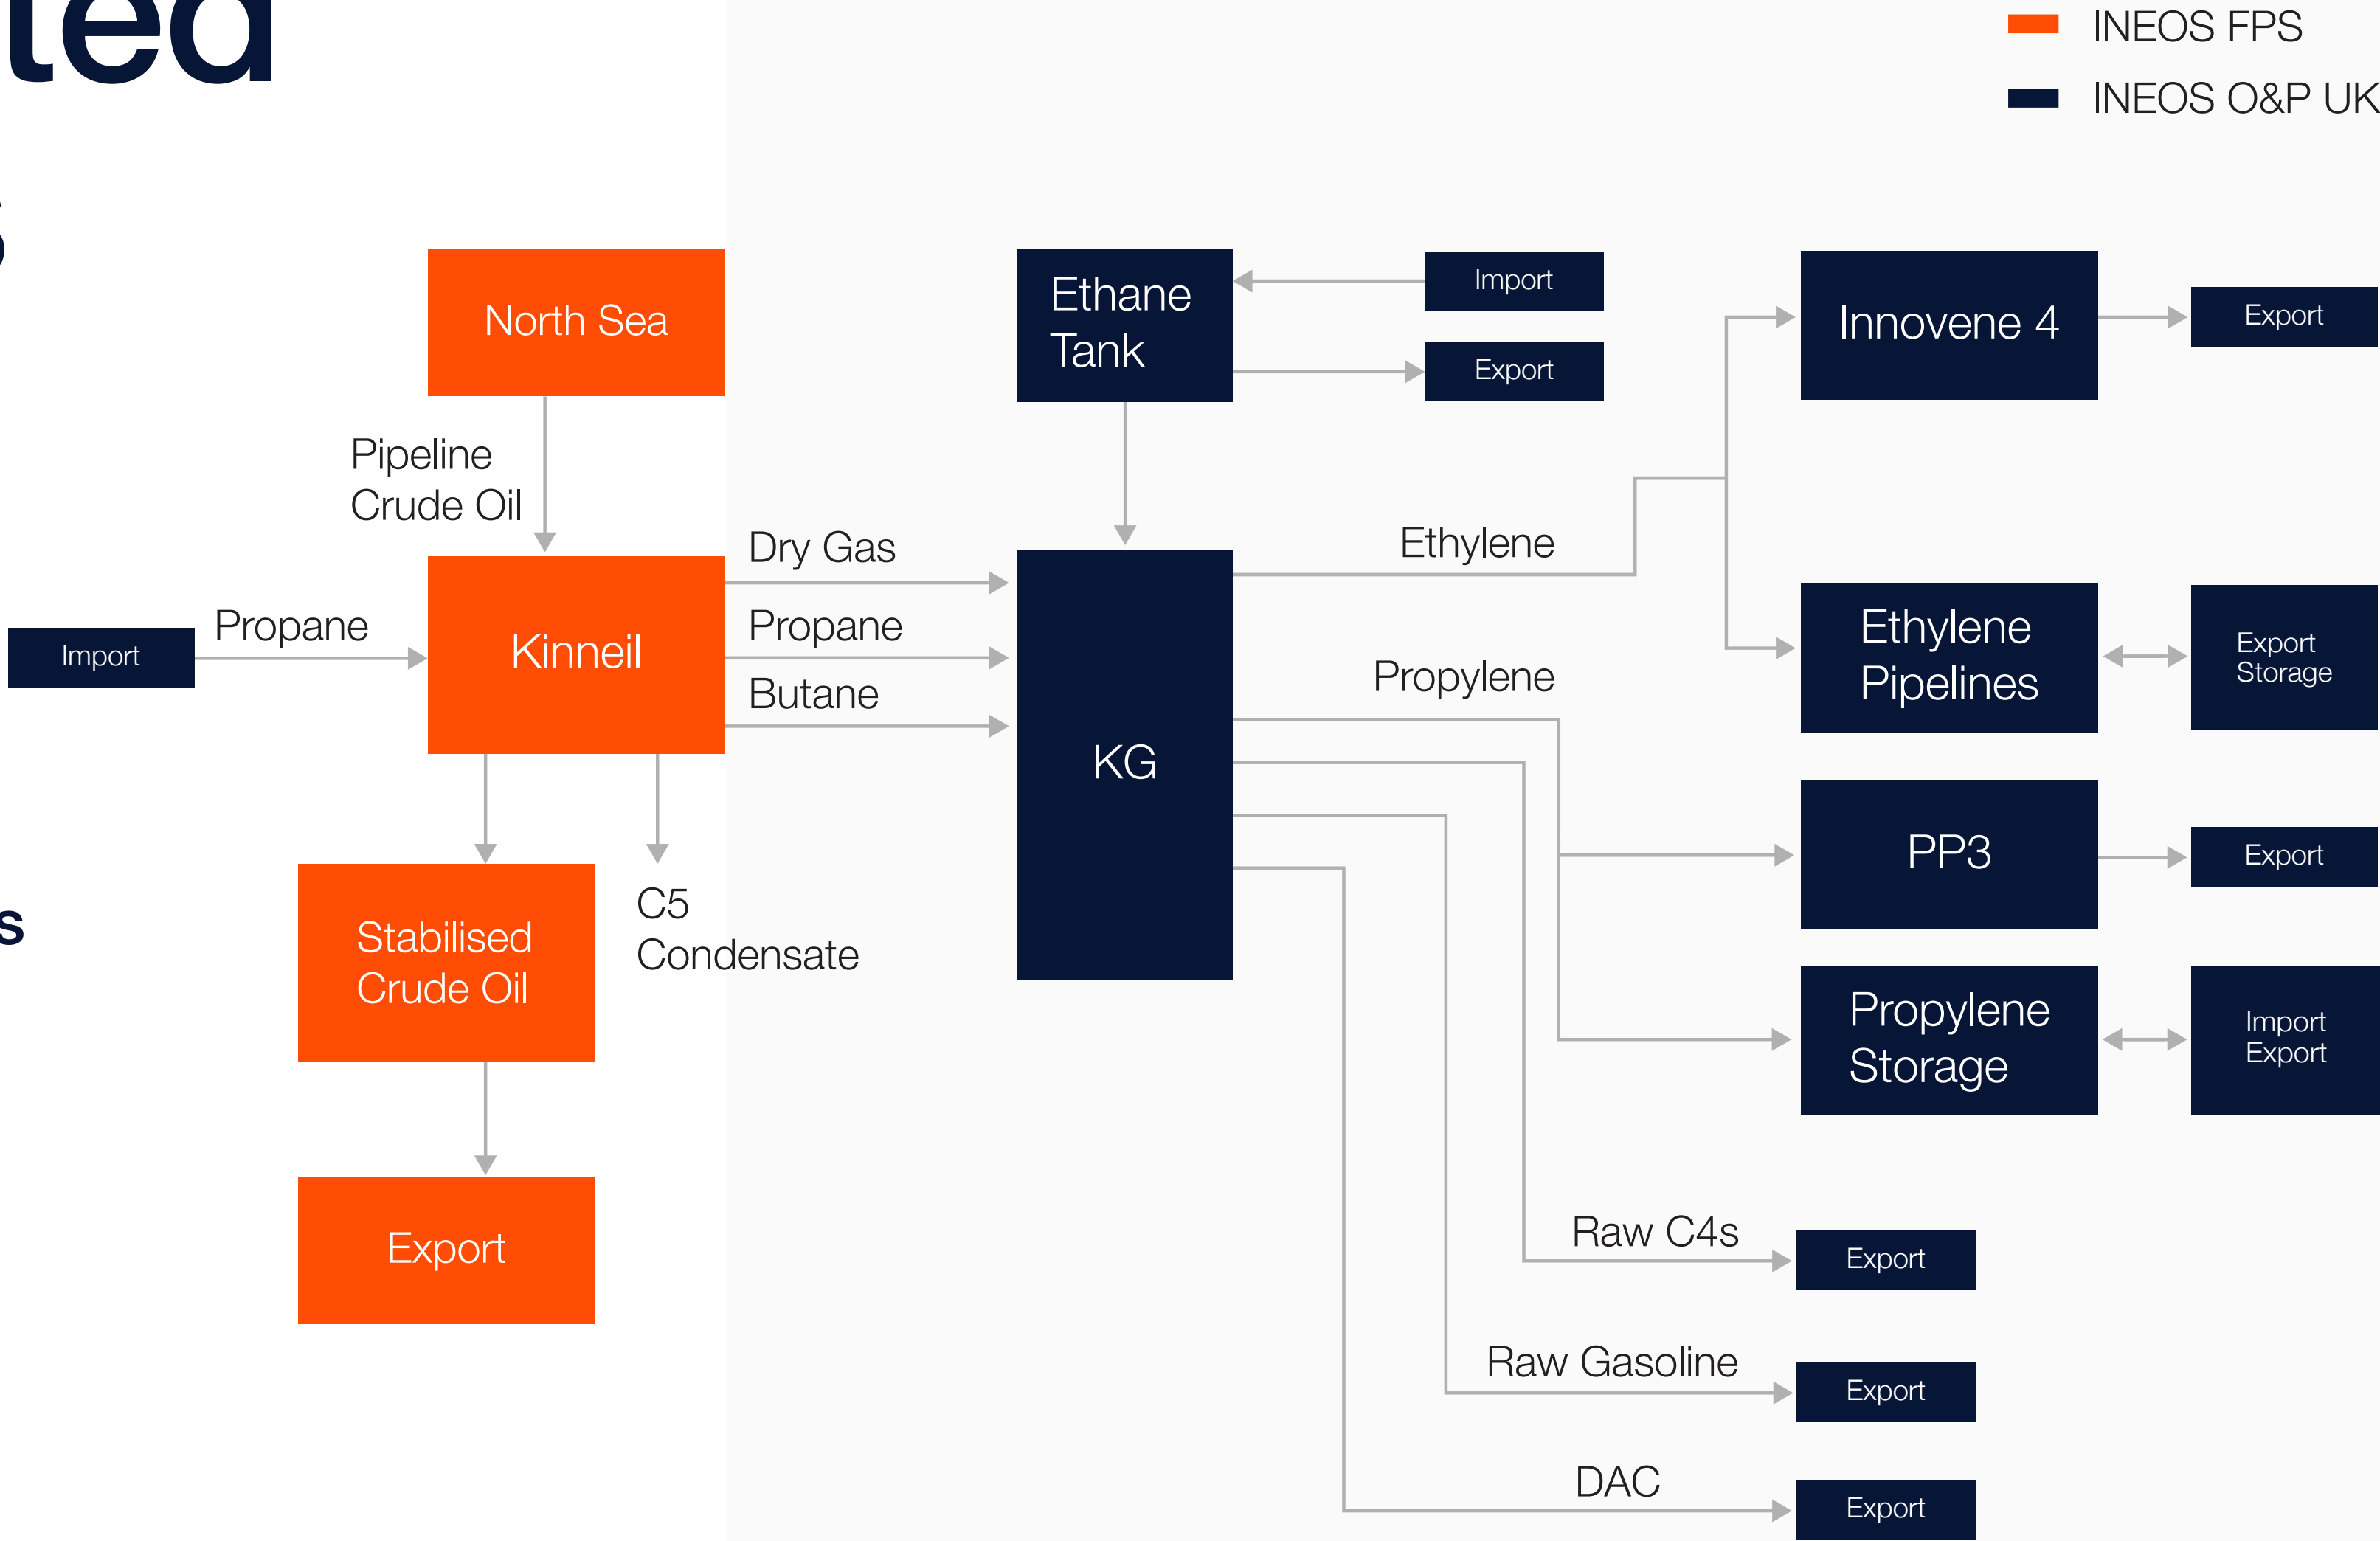 ted
s
s
INEOS FPS
INEOS O&P UK
North Sea
Pipeline
Crude Oil
Import
Propane
Kinneil
Dry Gas
Propane
Butane
Stabilised
Crude Oil
C5
Condensate
Export
Ethane
Tank
Import
Export
KG
Ethylene
Propylene
Innovene 4
Export
Ethylene
Pipelines
Export
Storage
PP3
Export
Propylene
Storage
Import
Export
Raw C4s
Export
Raw Gasoline
Export
DAC
Export